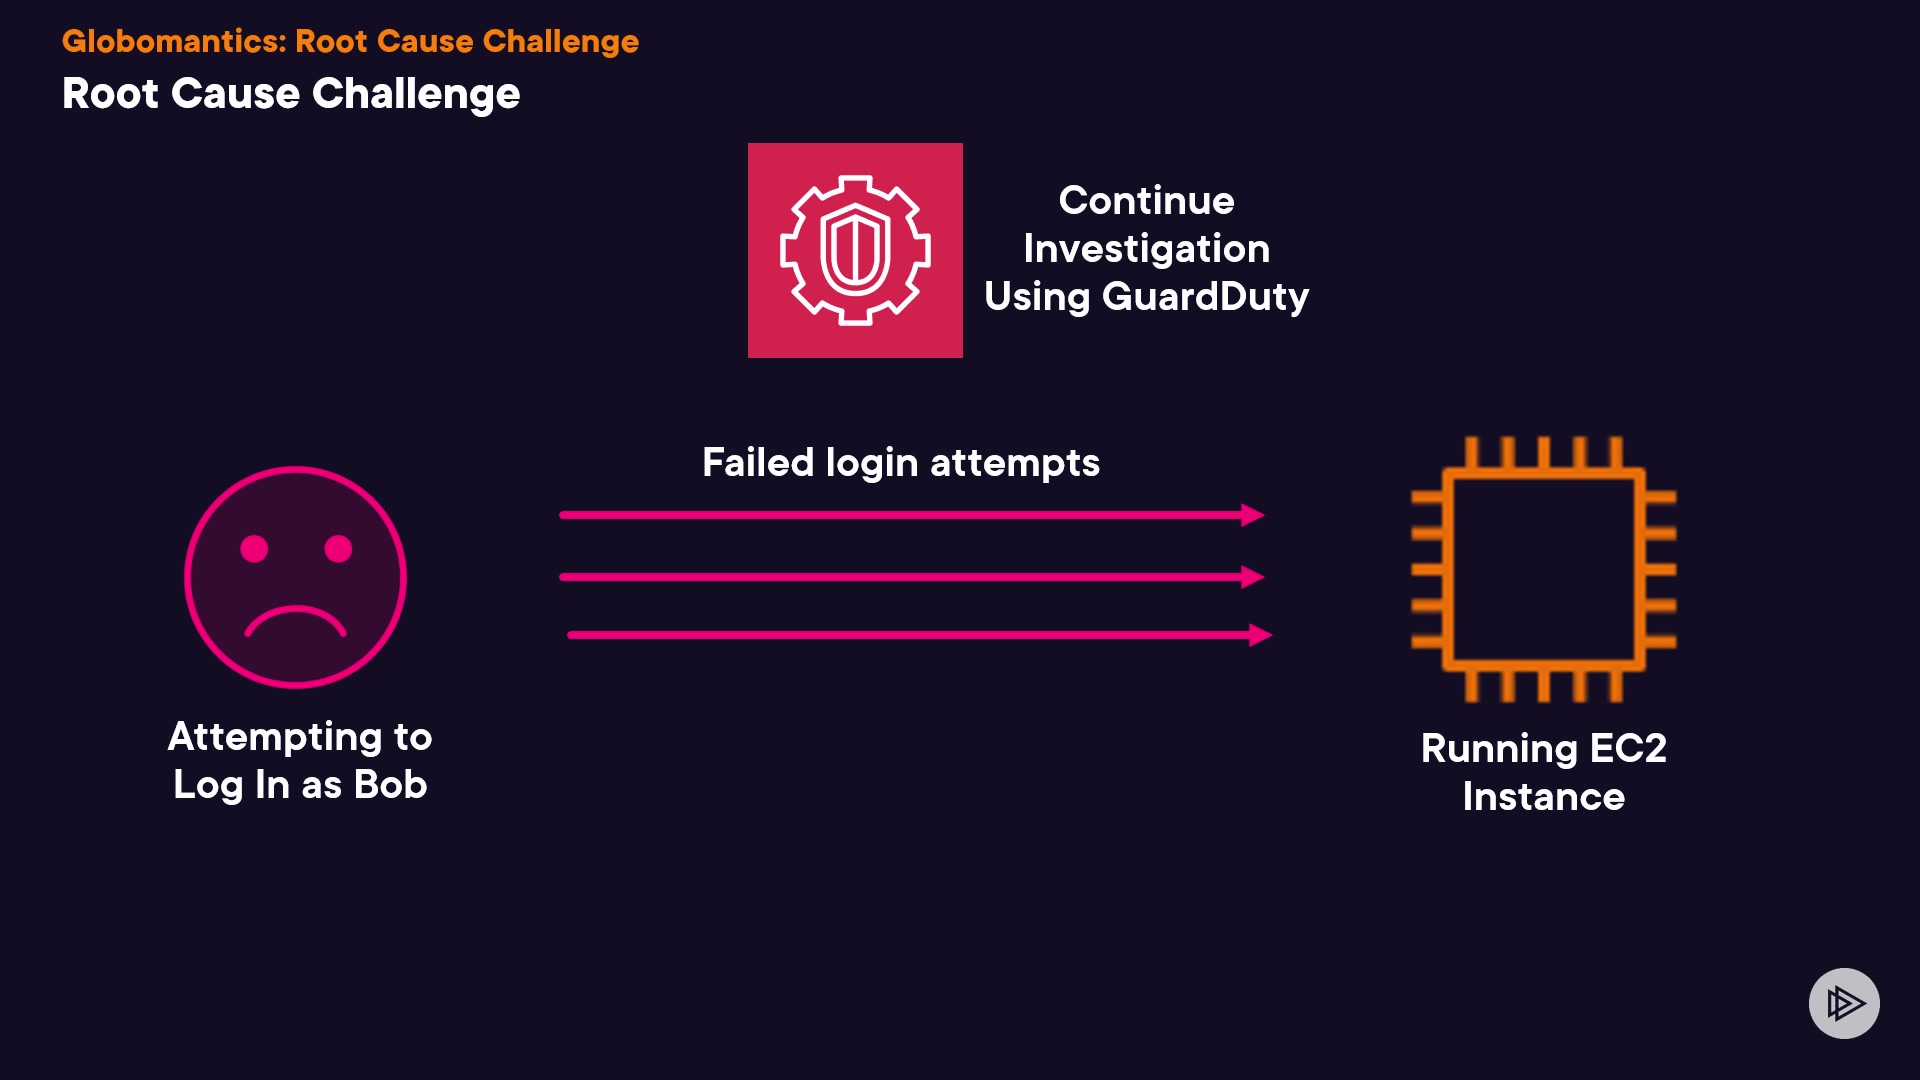 Globomantics: Root Cause Challenge
Root Cause Challenge
Continue
Investigation
Using GuardDuty
Failed login attempts
Attempting to
Log In as Bob
Running EC2
Instance